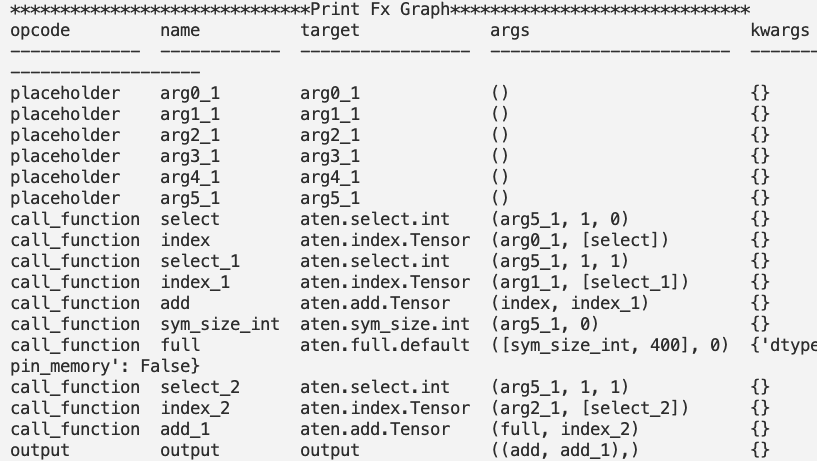 ******************************Print Fx Graph******************************
opcode         name          target             args                      kwargs
-------------  ------------  -----------------  ------------------------  -------
-------------------
placeholder    arg0_1        arg0_1             ()                        {}
placeholder    arg1_1        arg1_1             ()                        {}
placeholder    arg2_1        arg2_1             ()                        {}
placeholder    arg3_1        arg3_1             ()                        {}
placeholder    arg4_1        arg4_1             ()                        {}
placeholder    arg5_1        arg5_1             ()                        {}
call_function  select        aten.select.int    (arg5_1, 1, 0)            {}
call_function  index         aten.index.Tensor  (arg0_1, [select])        {}
call_function  select_1      aten.select.int    (arg5_1, 1, 1)            {}
call_function  index_1       aten.index.Tensor  (arg1_1, [select_1])      {}
call_function  add           aten.add.Tensor    (index, index_1)          {}
call_function  sym_size_int  aten.sym_size.int  (arg5_1, 0)               {}
call_function  full          aten.full.default  ([sym_size_int, 400], 0)  {'dtype
pin_memory': False}
call_function  select_2      aten.select.int    (arg5_1, 1, 1)            {}
call_function  index_2       aten.index.Tensor  (arg2_1, [select_2])      {}
call_function  add_1         aten.add.Tensor    (full, index_2)           {}
output         output        output             ((add, add_1),)           {}